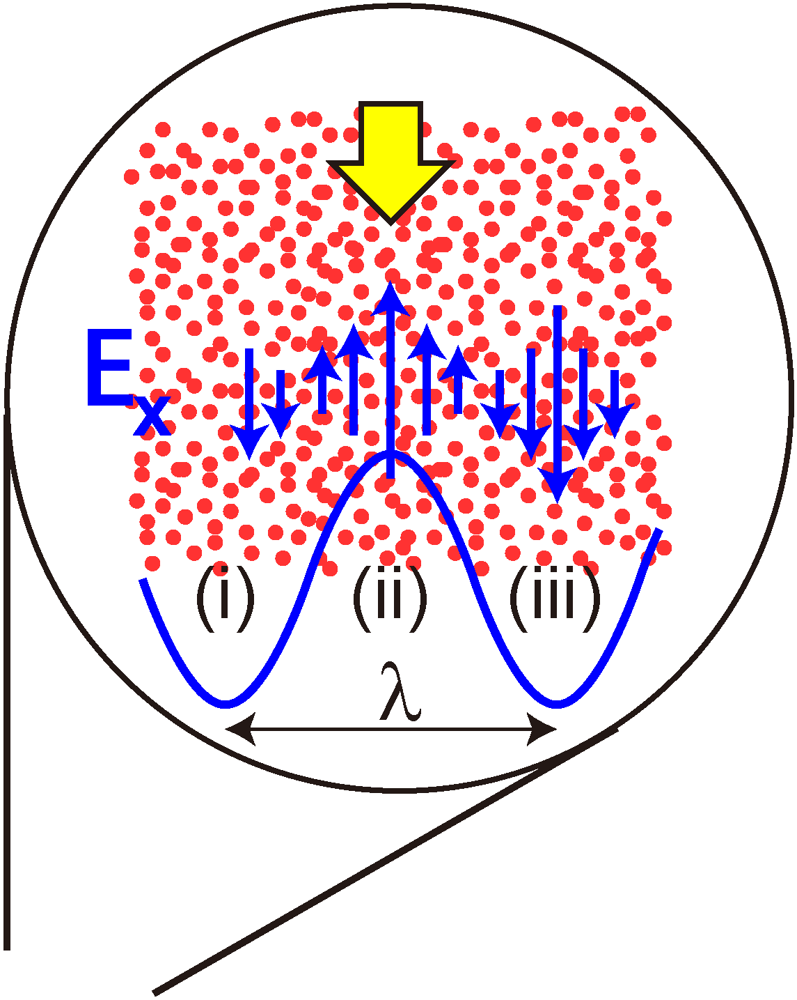 Ex
(i) (ii) (iii)
λ